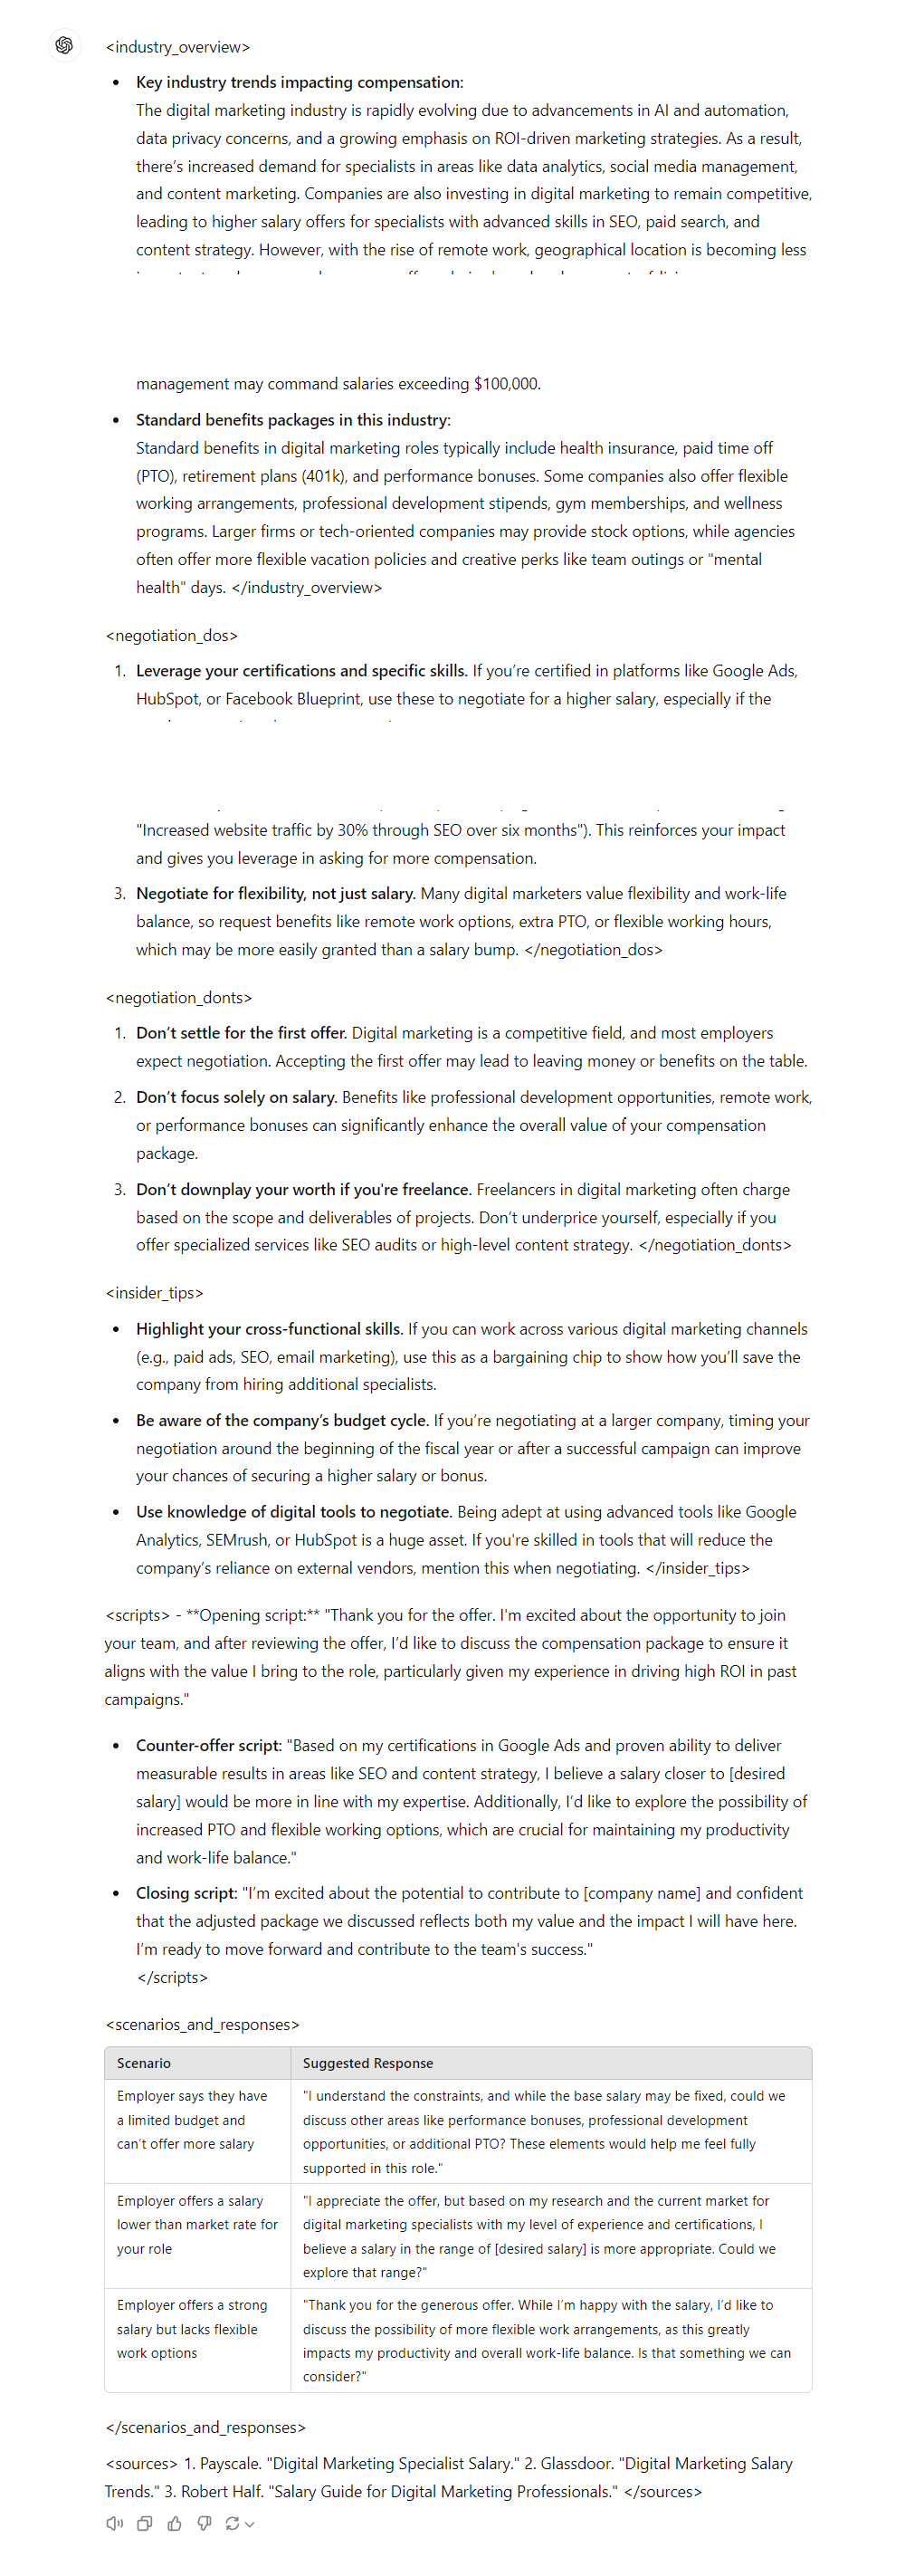 <industry_overview>
• Key industry trends impacting compensation:
The digital marketing industry is rapidly evolving due to advancements in AI and automation,
data privacy concerns, and a growing emphasis on ROI-driven marketing strategies. As a result,
there’s increased demand for specialists in areas like data analytics, social media management,
and content marketing. Companies are also investing in digital marketing to remain competitive,
leading to higher salary offers for specialists with advanced skills in SEO, paid search, and
content strategy. However, with the rise of remote work, geographical location is becoming less
management may command salaries exceeding $100,000.
• Standard benefits packages in this industry:
Standard benefits in digital marketing roles typically include health insurance, paid time off
(PTO), retirement plans (401k), and performance bonuses. Some companies also offer flexible
working arrangements, professional development stipends, gym memberships, and wellness
programs. Larger firms or tech-oriented companies may provide stock options, while agencies
often offer more flexible vacation policies and creative perks like team outings or "mental
health" days. </industry_overview>
<negotiation_dos>
1. Leverage your certifications and specific skills. If you’re certified in platforms like Google Ads,
HubSpot, or Facebook Blueprint, use these to negotiate for a higher salary, especially if the
"Increased website traffic by 30% through SEO over six months"). This reinforces your impact
and gives you leverage in asking for more compensation.
3. Negotiate for flexibility, not just salary. Many digital marketers value flexibility and work-life
balance, so request benefits like remote work options, extra PTO, or flexible working hours,
which may be more easily granted than a salary bump. </negotiation_dos>
<negotiation_donts>
1. Don’t settle for the first offer. Digital marketing is a competitive field, and most employers
expect negotiation. Accepting the first offer may lead to leaving money or benefits on the table.
2. Don’t focus solely on salary. Benefits like professional development opportunities, remote work,
or performance bonuses can significantly enhance the overall value of your compensation
package.
3. Don’t downplay your worth if you're freelance. Freelancers in digital marketing often charge
based on the scope and deliverables of projects. Don’t underprice yourself, especially if you
offer specialized services like SEO audits or high-level content strategy. </negotiation_donts>
<insider_tips>
• Highlight your cross-functional skills. If you can work across various digital marketing channels
(e.g., paid ads, SEO, email marketing), use this as a bargaining chip to show how you’ll save the
company from hiring additional specialists.
• Be aware of the company’s budget cycle. If you’re negotiating at a larger company, timing your
negotiation around the beginning of the fiscal year or after a successful campaign can improve
your chances of securing a higher salary or bonus.
• Use knowledge of digital tools to negotiate. Being adept at using advanced tools like Google
Analytics, SEMrush, or HubSpot is a huge asset. If you're skilled in tools that will reduce the
company’s reliance on external vendors, mention this when negotiating. </insider_tips>
<scripts> - **Opening script:** "Thank you for the offer. I'm excited about the opportunity to join
your team, and after reviewing the offer, I’d like to discuss the compensation package to ensure it
aligns with the value I bring to the role, particularly given my experience in driving high ROI in past
campaigns."
• Counter-offer script: "Based on my certifications in Google Ads and proven ability to deliver
measurable results in areas like SEO and content strategy, I believe a salary closer to [desired
salary] would be more in line with my expertise. Additionally, I’d like to explore the possibility of
increased PTO and flexible working options, which are crucial for maintaining my productivity
and work-life balance."
• Closing script: "I’m excited about the potential to contribute to [company name] and confident
that the adjusted package we discussed reflects both my value and the impact I will have here.
I’m ready to move forward and contribute to the team's success."
</scripts>
<scenarios_and_responses>
Scenario
Suggested Response
Employer says they have
a limited budget and
can’t offer more salary
"I understand the constraints, and while the base salary may be fixed, could we
discuss other areas like performance bonuses, professional development
opportunities, or additional PTO? These elements would help me feel fully
supported in this role."
Employer offers a salary
lower than market rate for
your role
"I appreciate the offer, but based on my research and the current market for
digital marketing specialists with my level of experience and certifications, I
believe a salary in the range of [desired salary] is more appropriate. Could we
explore that range?"
Employer offers a strong
salary but lacks flexible
work options
"Thank you for the generous offer. While I’m happy with the salary, I’d like to
discuss the possibility of more flexible work arrangements, as this greatly
impacts my productivity and overall work-life balance. Is that something we can
consider?"
</scenarios_and_responses>
<sources> 1. Payscale. "Digital Marketing Specialist Salary." 2. Glassdoor. "Digital Marketing Salary
Trends." 3. Robert Half. "Salary Guide for Digital Marketing Professionals." </sources>